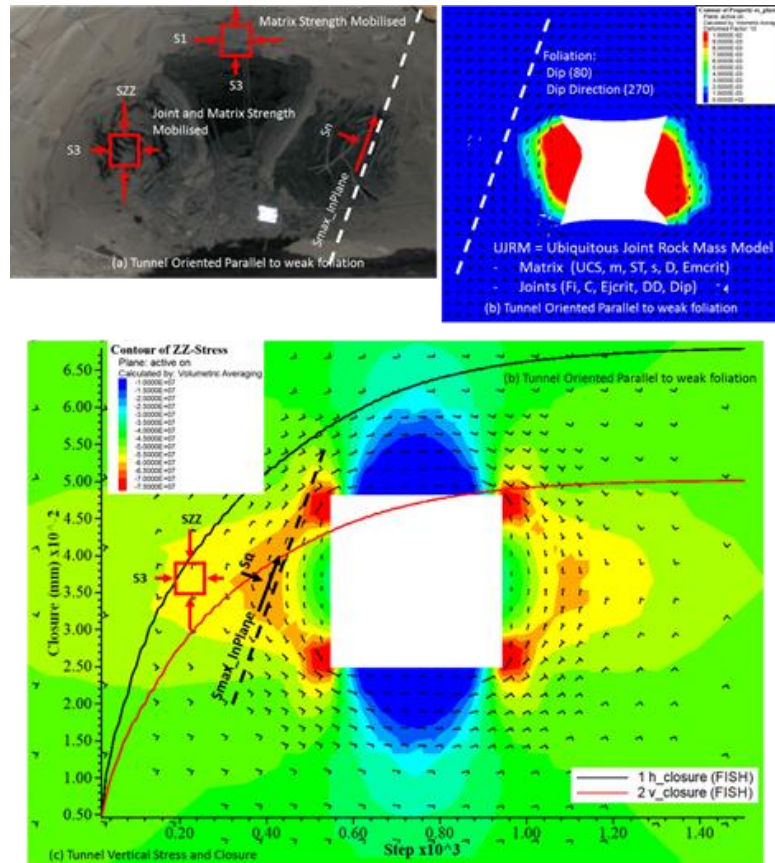 Matrix Strength Mobilised
S1
S3
SZZ
Joint and Matrix Strength
Mobilised
S3
Sn
Smax_InPlane
(a) Tunnel Oriented Parallel to weak foliation
Plane: active on
Calculated by: Volumetric Averaging
Foliation:
Dip (80)
Dip Direction (270)
UJRM = Ubiquitous Joint Rock Mass Model
- Matrix (UCS, m, ST, s, D, Emcrit)
- Joints (Fi, C, Ejcrit, DD, Dip)
(b) Tunnel Oriented Parallel to weak foliation
Contour of ZZ-Stress
Plane: active on
Calculated by: Volumetric Averaging
-1.0000E+07
-1.5000E+07
-2.0000E+07
-2.5000E+07
-3.0000E+07
-3.5000E+07
-4.0000E+07
-4.5000E+07
-5.0000E+07
-5.5000E+07
-6.0000E+07
-6.5000E+07
-7.0000E+07
-7.5000E+07
(b) Tunnel Oriented Parallel to weak foliation
6.50
6.00
5.50
5.00
4.50
4.00
3.50
3.00
2.50
2.00
1.50
1.00
0.50
Closure (mm) x10^-2
SZZ
S3
Smax_InPlane
1 h_closure (FISH)
2 v_closure (FISH)
0.20
0.40
0.60
0.80
1.00
1.20
1.40
Step x10^3
(c) Tunnel Vertical Stress and Closure